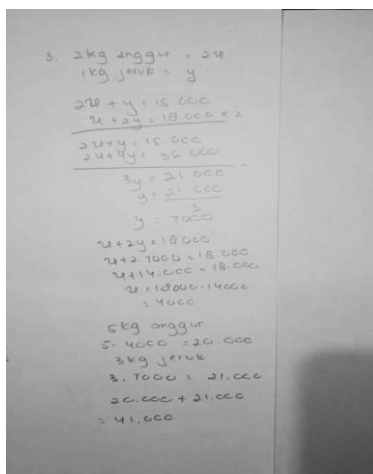 3. 2kg anggur = 2x
1kg jeruk = y
2x + y = 15.000
x + 2y = 18.000 x 2
2x + y = 15.000
2x + 4y = 36.000
-
3y = 21.000
y = 21.000
3
y = 7000
x + 2y = 18.000
x + 2.7000 = 18.000
x + 14.000 = 18.000
x = 18000 - 14000
= 4000
5kg anggur
5. 4000 = 20.000
3kg jeruk
3. 7000 = 21.000
20.000 + 21.000
= 41.000